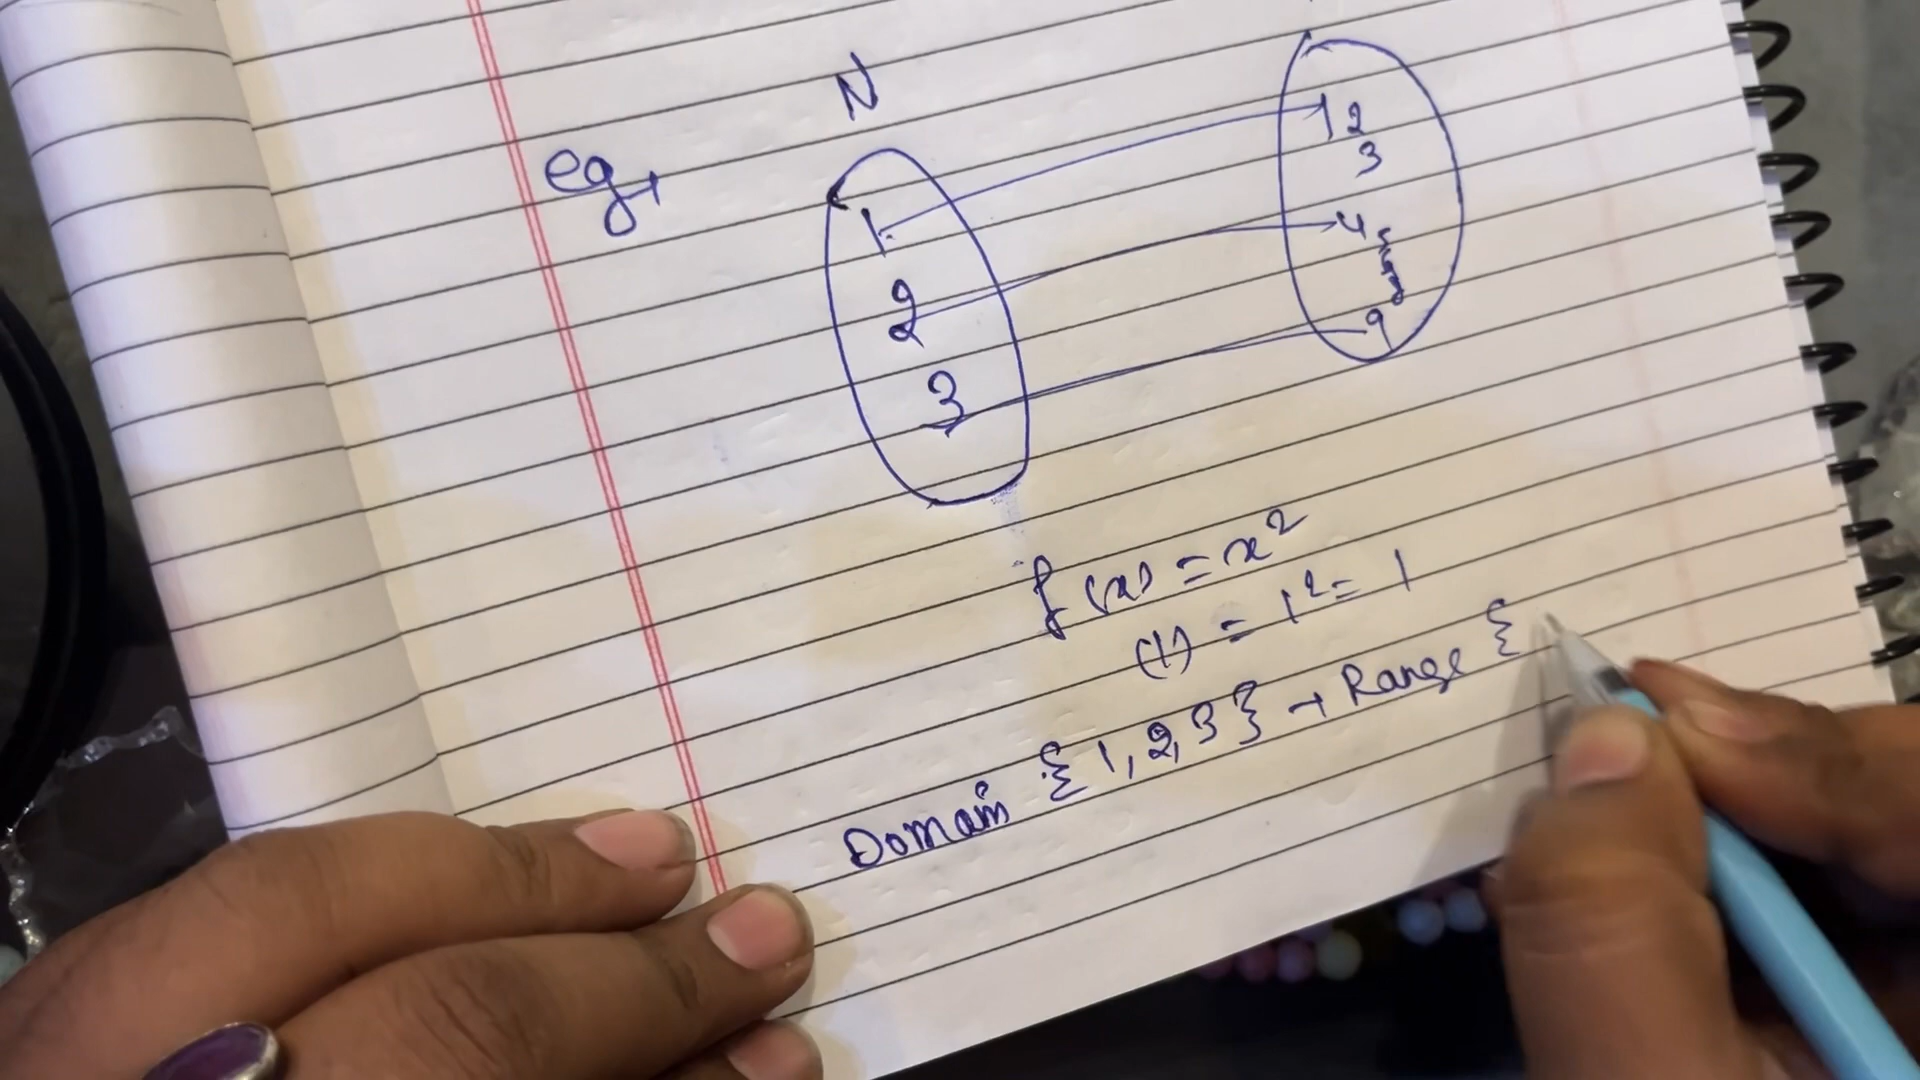 N
eg,
1 2
3
1
4
2
9
3
f(x) = x²
(1) = 1² = 1
Domain {1, 2, 3} → Range {